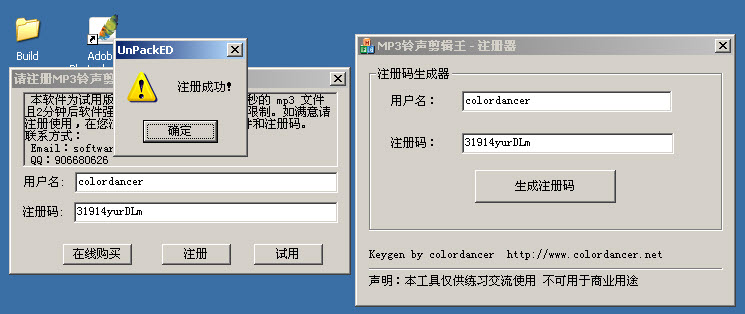 Build
Adob
UnPackED
注册成功!
确定
请注册MP3铃声剪
本软件为试用版
秒的 mp3 文件
且2分钟后软件强
限制。如满意请
注册使用,在您注
件和注册码。
联系方式:
Email:softwar
QQ:906680626
用户名:
colordancer
注册码:
31914yurDLm
在线购买
注册
试用
MP3铃声剪辑王 - 注册器
注册码生成器
用户名:
colordancer
注册码:
31914yurDLm
生成注册码
Keygen by colordancer http://www.colordancer.net
声明:本工具仅供练习交流使用 不可用于商业用途